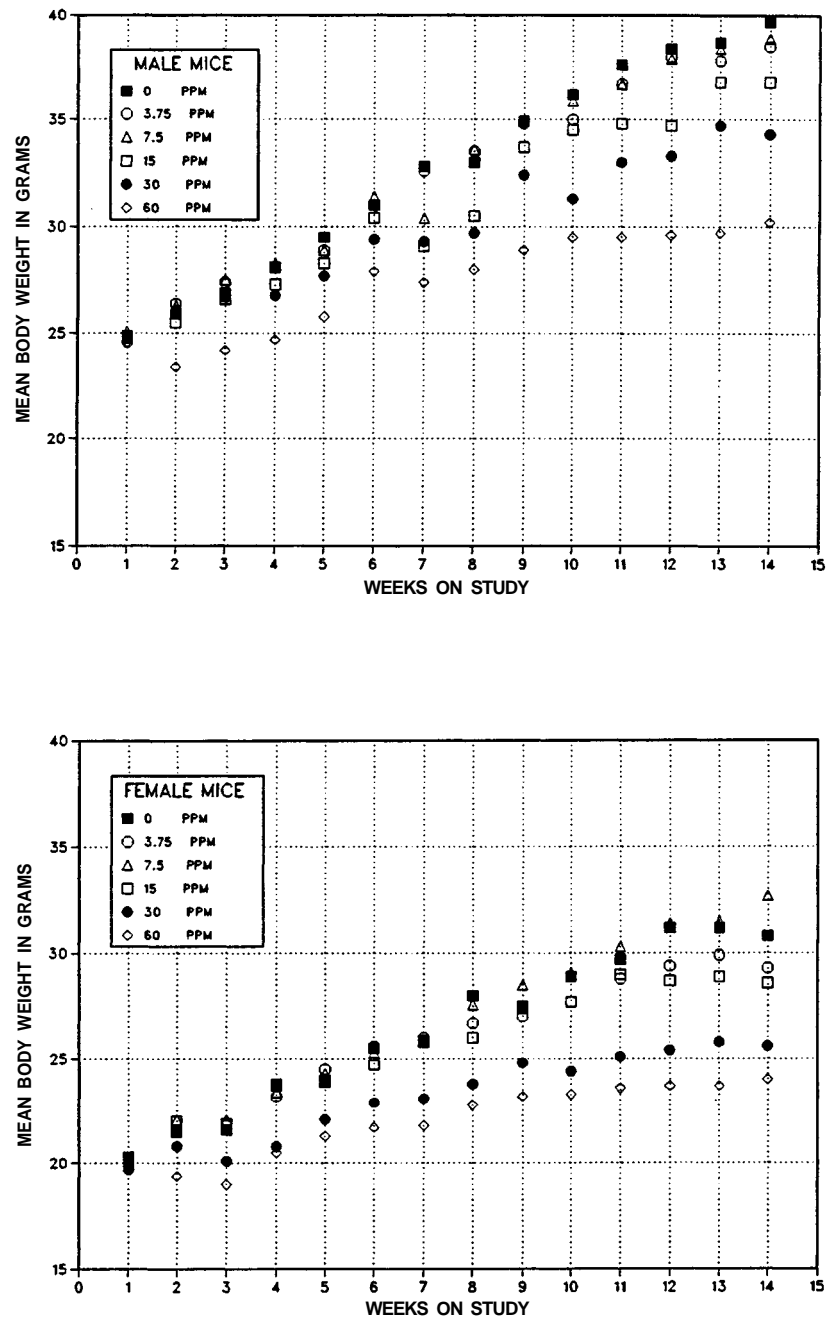 MEAN BODY WEIGHT IN GRAMS
40
35
30
25
20
15
MALE MICE
0 PPM
3.75 PPM
7.5 PPM
15 PPM
30 PPM
60 PPM
0 1 2 3 4 5 6 7 8 9 10 11 12 13 14 15
WEEKS ON STUDY
MEAN BODY WEIGHT IN GRAMS
40
35
30
25
20
15
FEMALE MICE
0 PPM
3.75 PPM
7.5 PPM
15 PPM
30 PPM
60 PPM
0 1 2 3 4 5 6 7 8 9 10 11 12 13 14 15
WEEKS ON STUDY